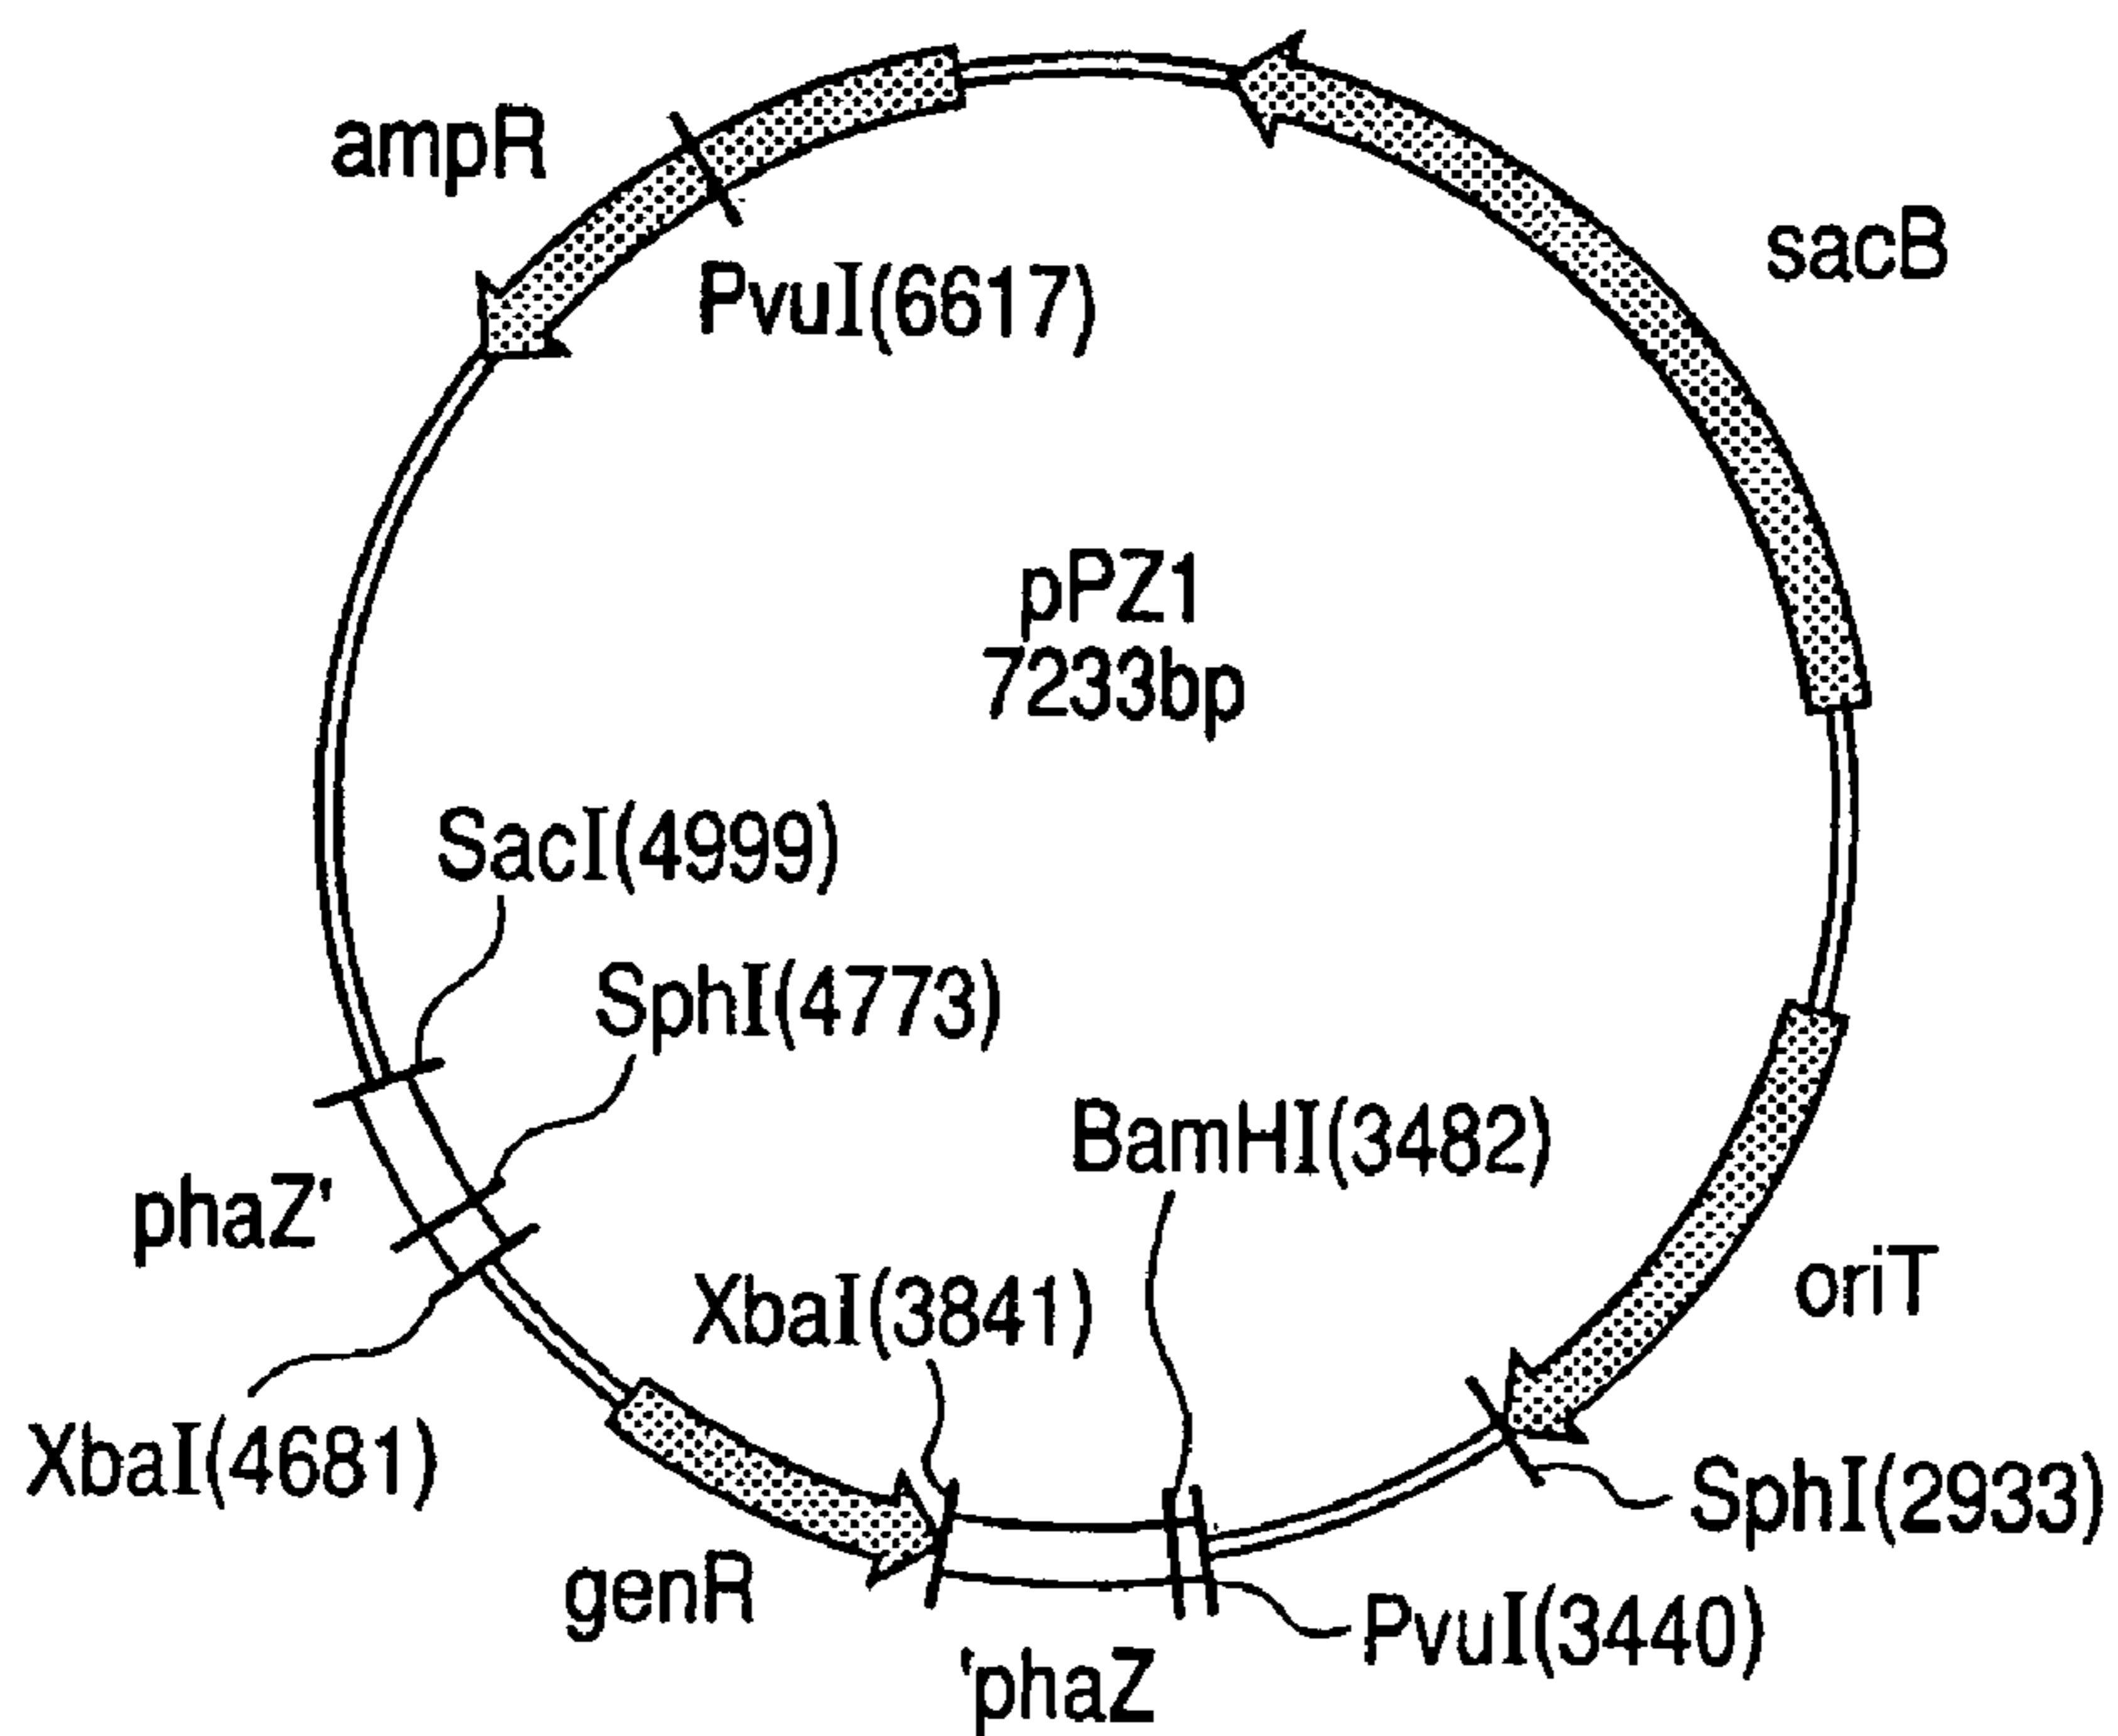 ampR
sacB
PvuI(6617)
pPZ1
7233bp
SacI(4999)
SphI(4773)
BamHI(3482)
phaZ'
XbaI(3841)
oriT
XbaI(4681)
SphI(2933)
genR
PvuI(3440)
'phaZ